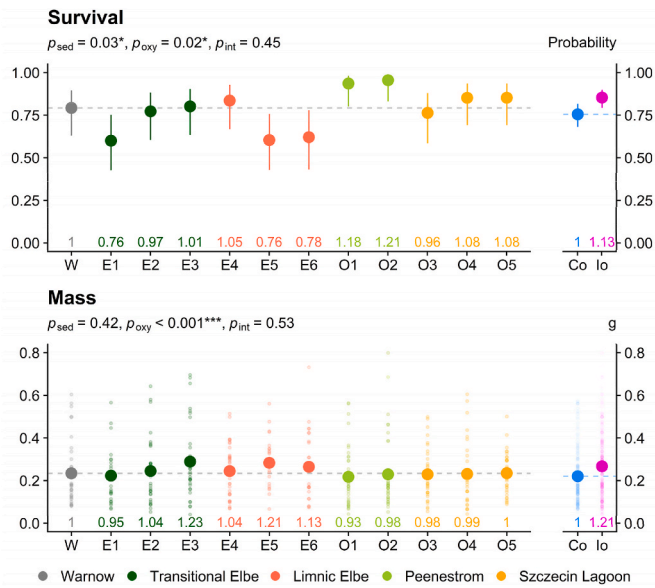 Survival
p_sed = 0.03*, p_oxy = 0.02*, p_int = 0.45 Probability
1.00 1.00
0.75 0.75
0.50 0.50
0.25 0.25
0.00 1 0.76 0.97 1.01 1.05 0.76 0.78 1.18 1.21 0.96 1.08 1.08 1 1.13 0.00
W E1 E2 E3 E4 E5 E6 O1 O2 O3 O4 O5 Co Io
Mass
p_sed = 0.42, p_oxy < 0.001***, p_int = 0.53 g
0.8 0.8
0.6 0.6
0.4 0.4
0.2 0.2
0.0 1 0.95 1.04 1.23 1.04 1.21 1.13 0.93 0.98 0.98 0.99 1 1 1.21 0.0
W E1 E2 E3 E4 E5 E6 O1 O2 O3 O4 O5 Co Io
Warnow Transitional Elbe Limnic Elbe Peenestrom Szczecin Lagoon